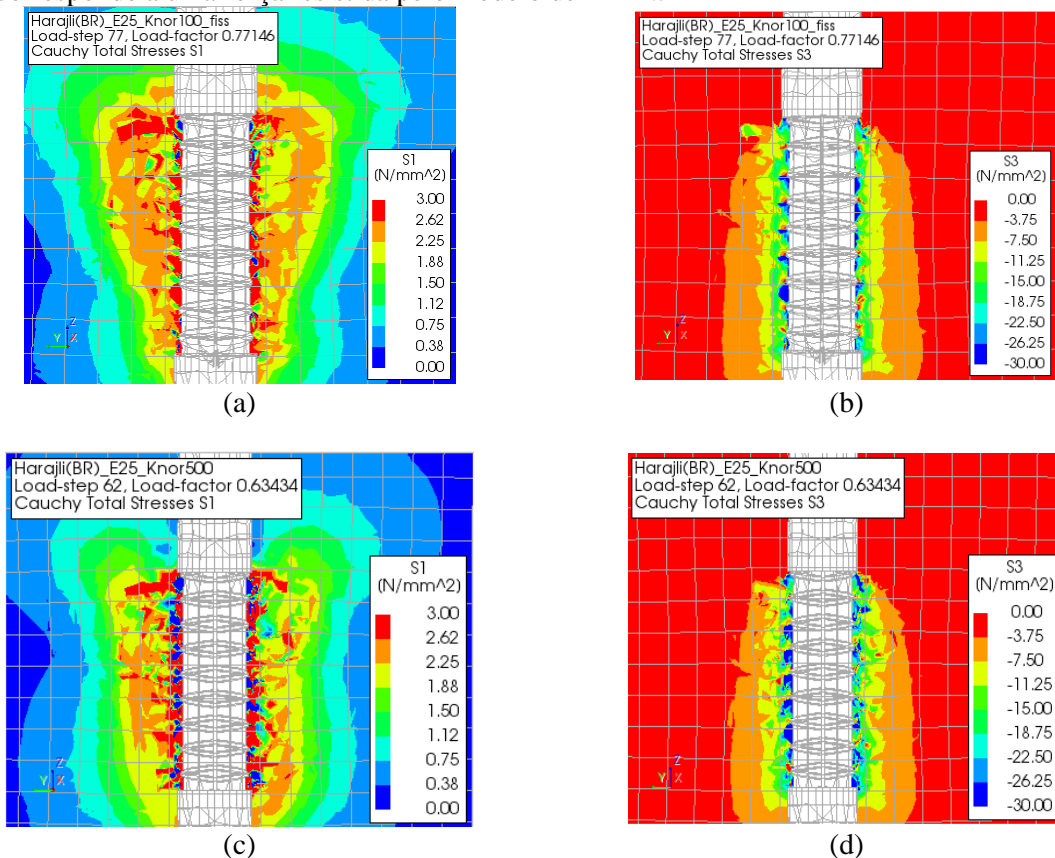 Harajli(BR)_E25_Knor100_fiss
Load-step 77, Load-factor 0.77146
Cauchy Total Stresses S1
S1
(N/mm^2)
3.00
2.62
2.25
1.88
1.50
1.12
0.75
0.38
0.00
Z
Y X
(a)
Harajli(BR)_E25_Knor100_fiss
Load-step 77, Load-factor 0.77146
Cauchy Total Stresses S3
S3
(N/mm^2)
0.00
-3.75
-7.50
-11.25
-15.00
-18.75
-22.50
-26.25
-30.00
Z
Y X
(b)
Harajli(BR)_E25_Knor500
Load-step 62, Load-factor 0.63434
Cauchy Total Stresses S1
S1
(N/mm^2)
3.00
2.62
2.25
1.88
1.50
1.12
0.75
0.38
0.00
Z
Y X
(c)
Harajli(BR)_E25_Knor500
Load-step 62, Load-factor 0.63434
Cauchy Total Stresses S3
S3
(N/mm^2)
0.00
-3.75
-7.50
-11.25
-15.00
-18.75
-22.50
-26.25
-30.00
Z
Y X
(d)